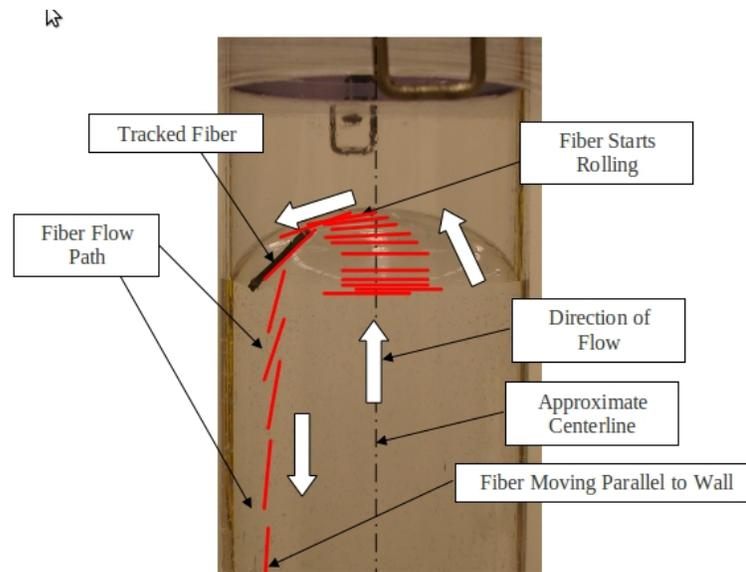 Tracked Fiber
Fiber Starts
Rolling
Fiber Flow
Path
Direction of
Flow
Approximate
Centerline
Fiber Moving Parallel to Wall